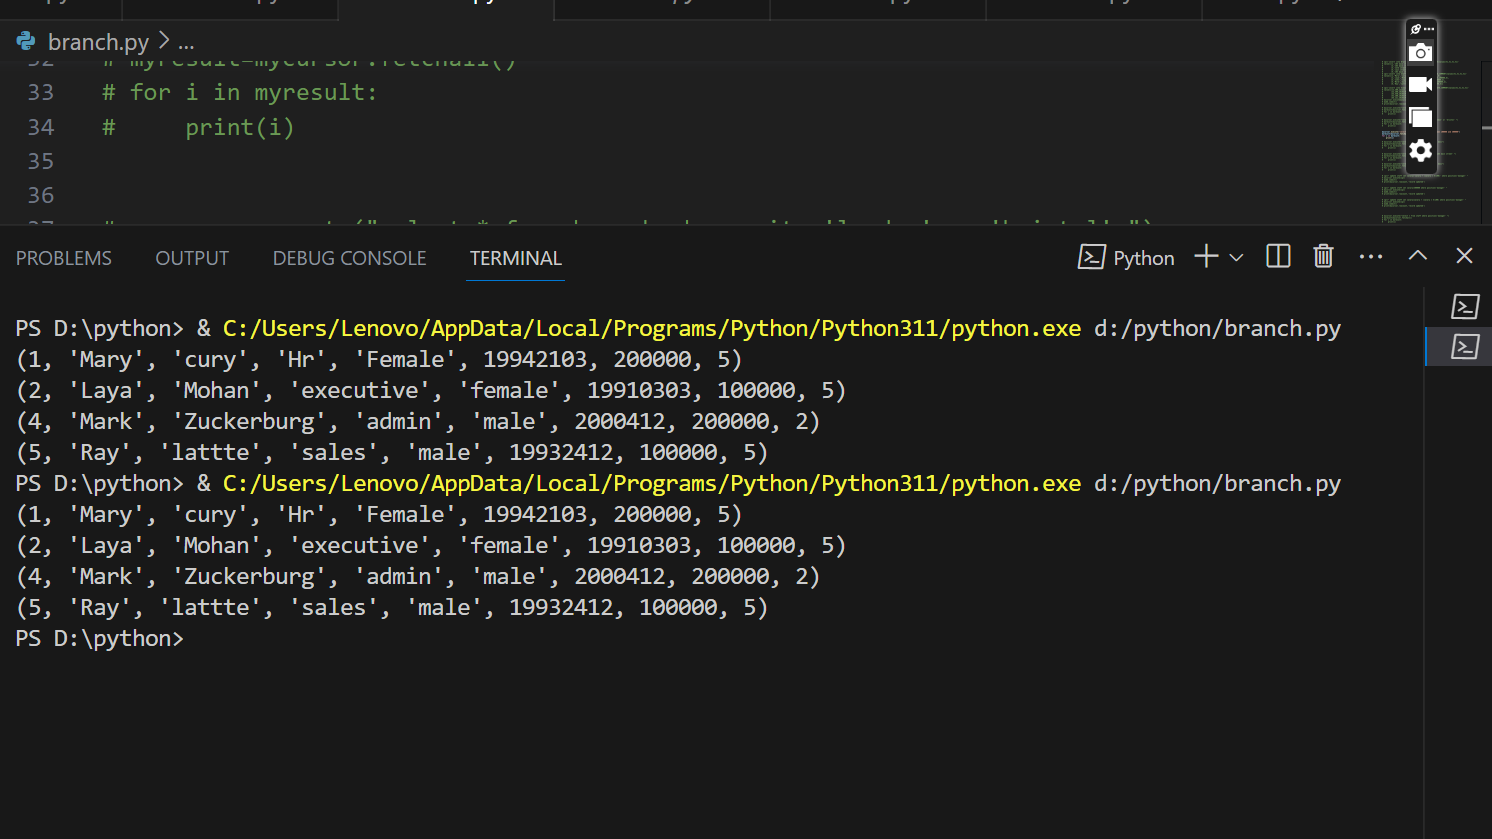 branch.py > ...
32 # myresult=mycursor.fetchall()
33 # for i in myresult:
34 #     print(i)
35
36
PROBLEMS OUTPUT DEBUG CONSOLE TERMINAL Python
PS D:\python> & C:/Users/Lenovo/AppData/Local/Programs/Python/Python311/python.exe d:/python/branch.py
(1, 'Mary', 'cury', 'Hr', 'Female', 19942103, 200000, 5)
(2, 'Laya', 'Mohan', 'executive', 'female', 19910303, 100000, 5)
(4, 'Mark', 'Zuckerburg', 'admin', 'male', 2000412, 200000, 2)
(5, 'Ray', 'lattte', 'sales', 'male', 19932412, 100000, 5)
PS D:\python> & C:/Users/Lenovo/AppData/Local/Programs/Python/Python311/python.exe d:/python/branch.py
(1, 'Mary', 'cury', 'Hr', 'Female', 19942103, 200000, 5)
(2, 'Laya', 'Mohan', 'executive', 'female', 19910303, 100000, 5)
(4, 'Mark', 'Zuckerburg', 'admin', 'male', 2000412, 200000, 2)
(5, 'Ray', 'lattte', 'sales', 'male', 19932412, 100000, 5)
PS D:\python>